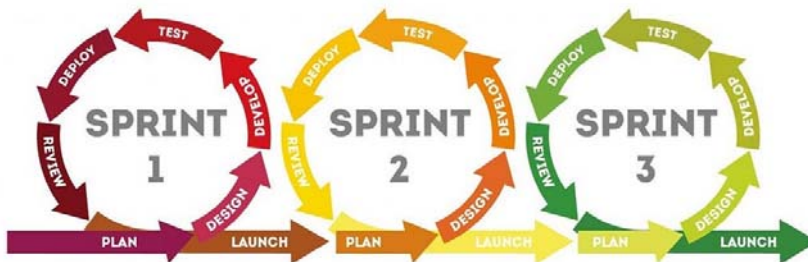 TEST
DEPLOY
DEVELOP
SPRINT
1
REVIEW
DESIGN
PLAN
LAUNCH
TEST
DEPLOY
DEVELOP
SPRINT
2
REVIEW
DESIGN
PLAN
LAUNCH
TEST
DEPLOY
DEVELOP
SPRINT
3
REVIEW
DESIGN
PLAN
LAUNCH